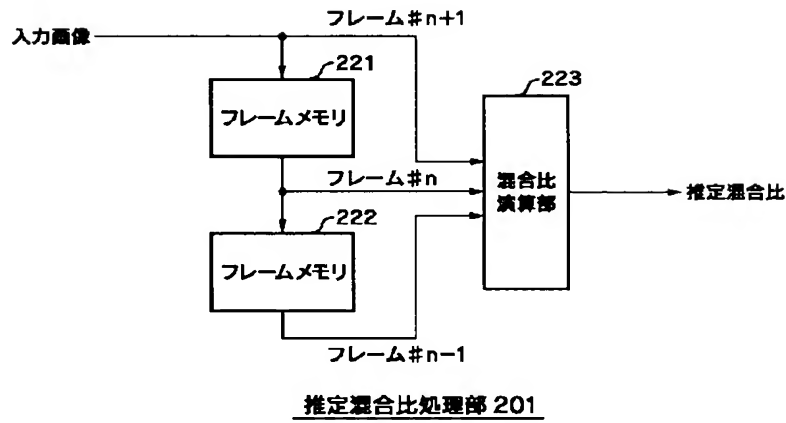 フレーム#n+1
入力画像
221
フレームメモリ
223
混合比
演算部
フレーム#n
推定混合比
222
フレームメモリ
フレーム#n-1
推定混合比処理部 201